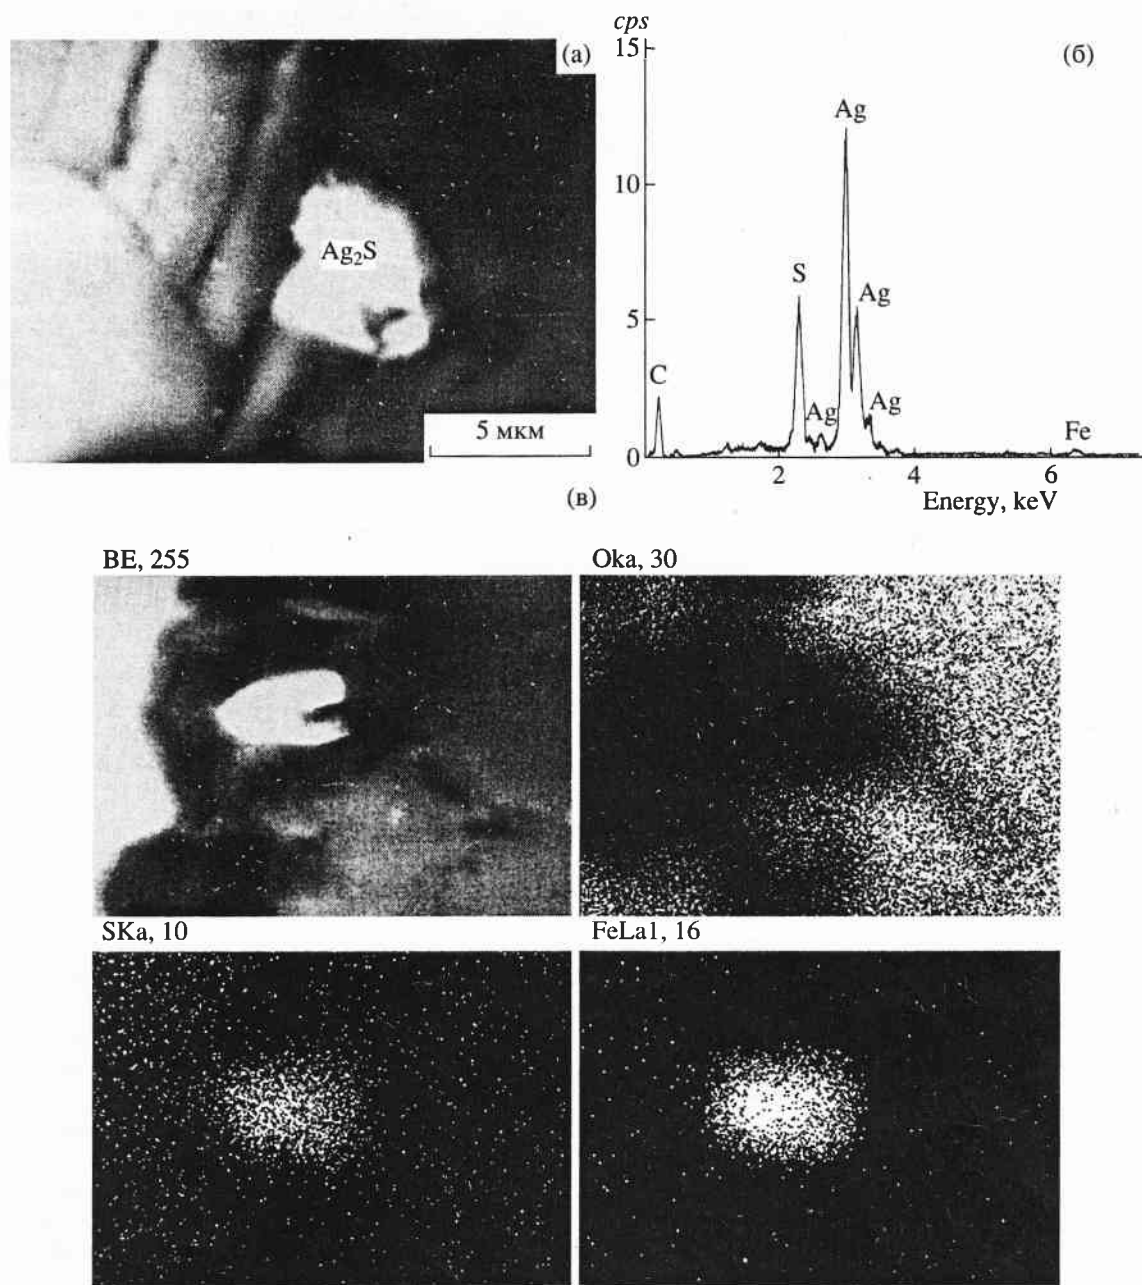 cps
(а)
15
(б)
Ag
10
Ag₂S
S
Ag
5
C
Ag
Ag
5 мкм
Fe
0
2
4
6
Energy, keV
(в)
BE, 255
Oka, 30
SKa, 10
FeLa1, 16